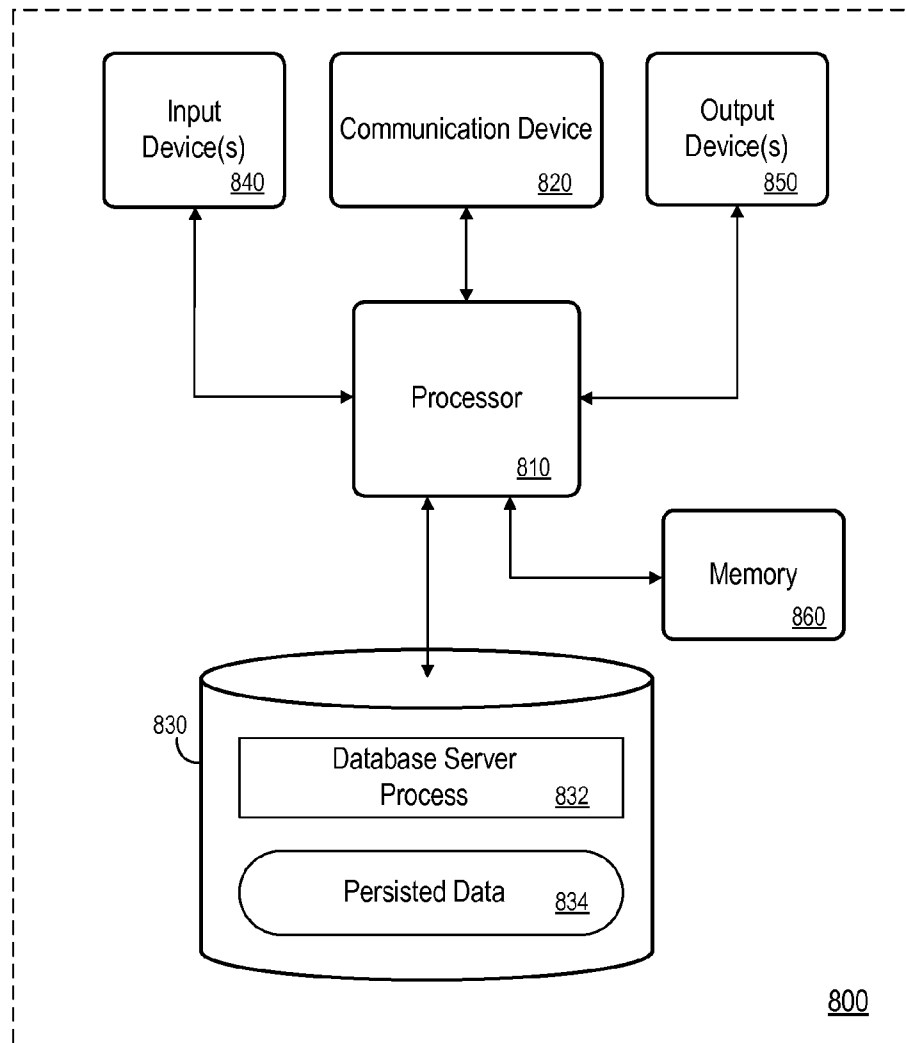 Input
Device(s)
840
Communication Device
820
Output
Device(s)
850
Processor
810
Memory
860
830
Database Server
Process
832
Persisted Data
834
800